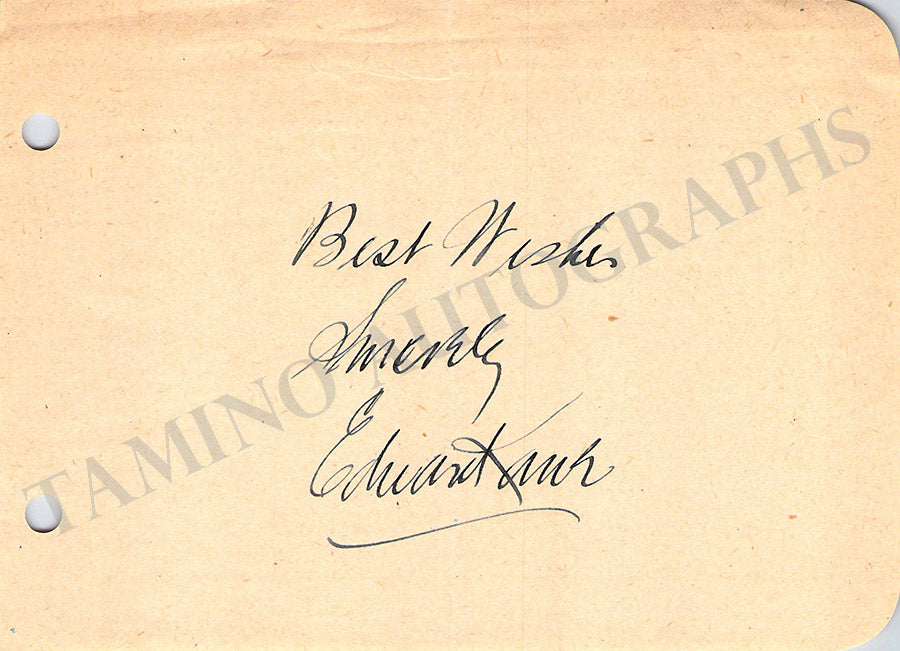 Best Wishes
Sincerely
Edward
TAMINO AUTOGRAPHS